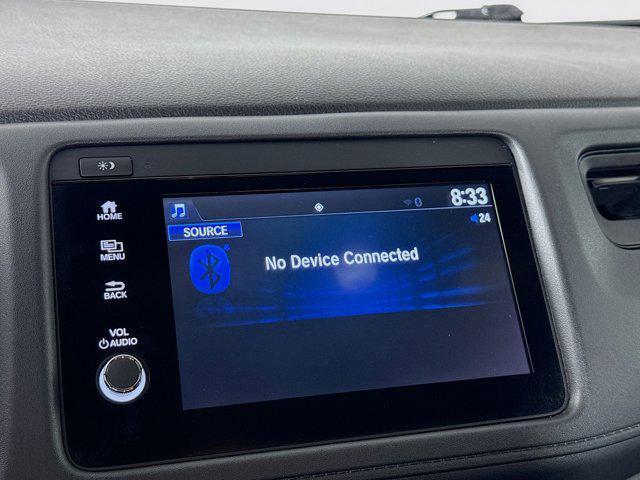 8:33
HOME
SOURCE
24
MENU
No Device Connected
BACK
VOL
AUDIO